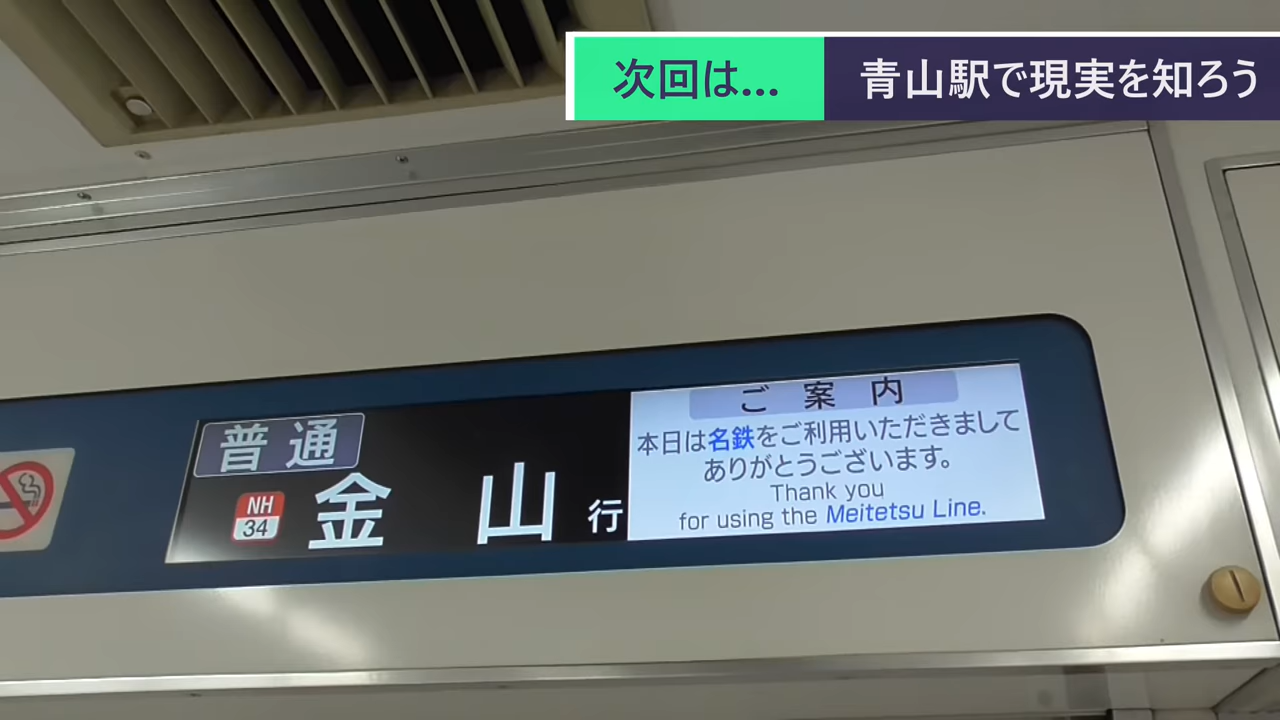 次回は...
青山駅で現実を知ろう
普通
NH
34
金山行
ご案内
本日は名鉄をご利用いただきまして
ありがとうございます。
Thank you
for using the Meitetsu Line.